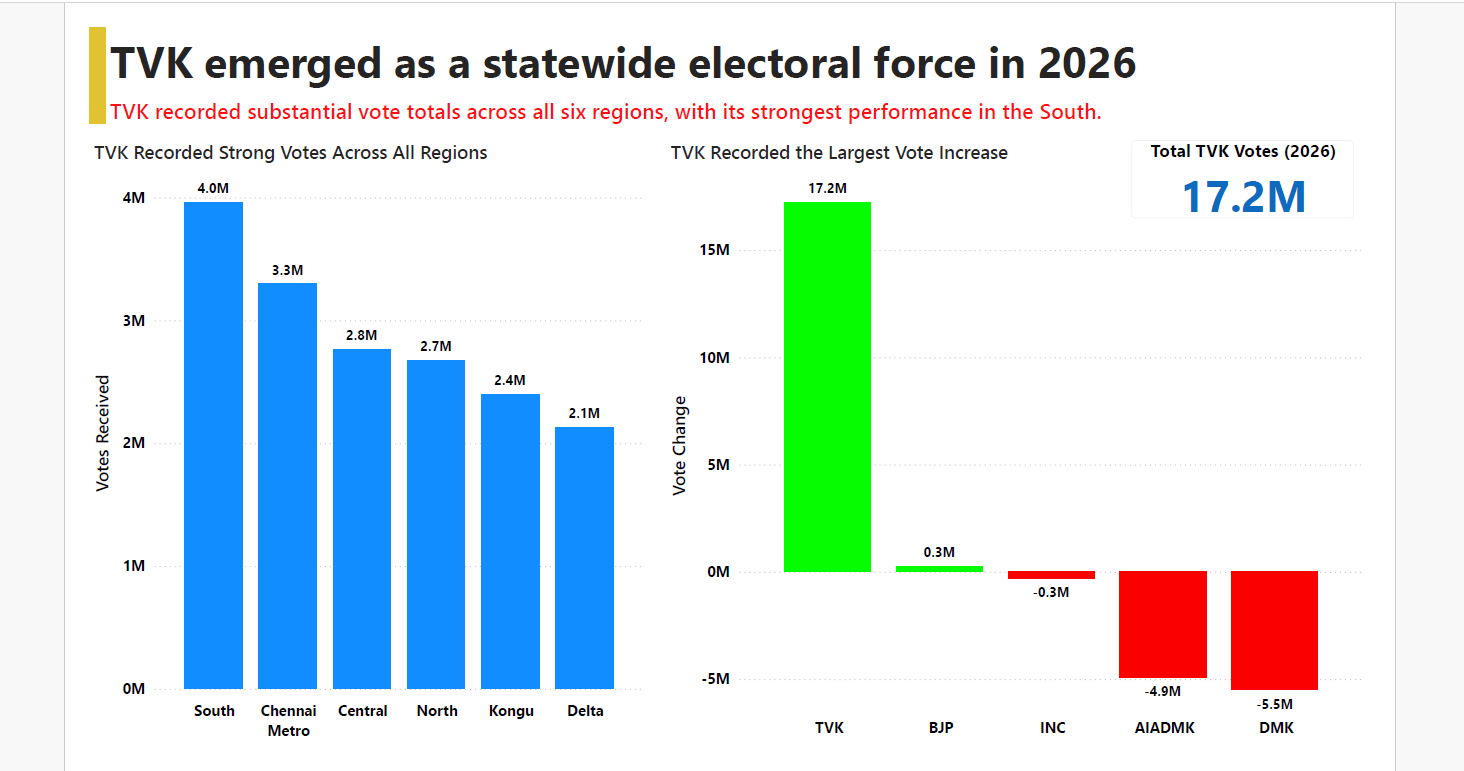 TVK emerged as a statewide electoral force in 2026
TVK recorded substantial vote totals across all six regions, with its strongest performance in the South.
TVK Recorded Strong Votes Across All Regions
Votes Received
4M
3M
2M
1M
0M
4.0M
3.3M
2.8M
2.7M
2.4M
2.1M
South
Chennai
Metro
Central
North
Kongu
Delta
TVK Recorded the Largest Vote Increase
Total TVK Votes (2026)
17.2M
Vote Change
15M
10M
5M
0M
-5M
17.2M
0.3M
-0.3M
-4.9M
-5.5M
TVK
BJP
INC
AIADMK
DMK